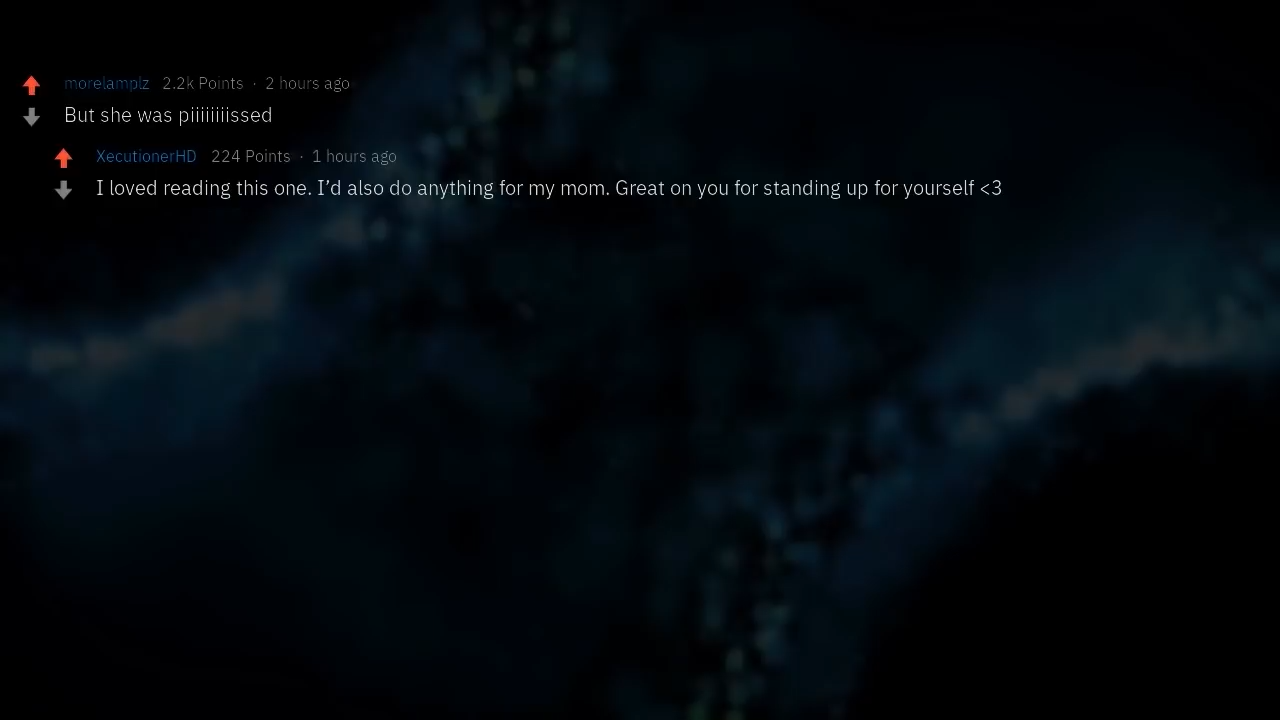 morelamplz 2.2k Points · 2 hours ago
But she was piiiiiiiissed
XecutionerHD 224 Points · 1 hours ago
I loved reading this one. I’d also do anything for my mom. Great on you for standing up for yourself <3